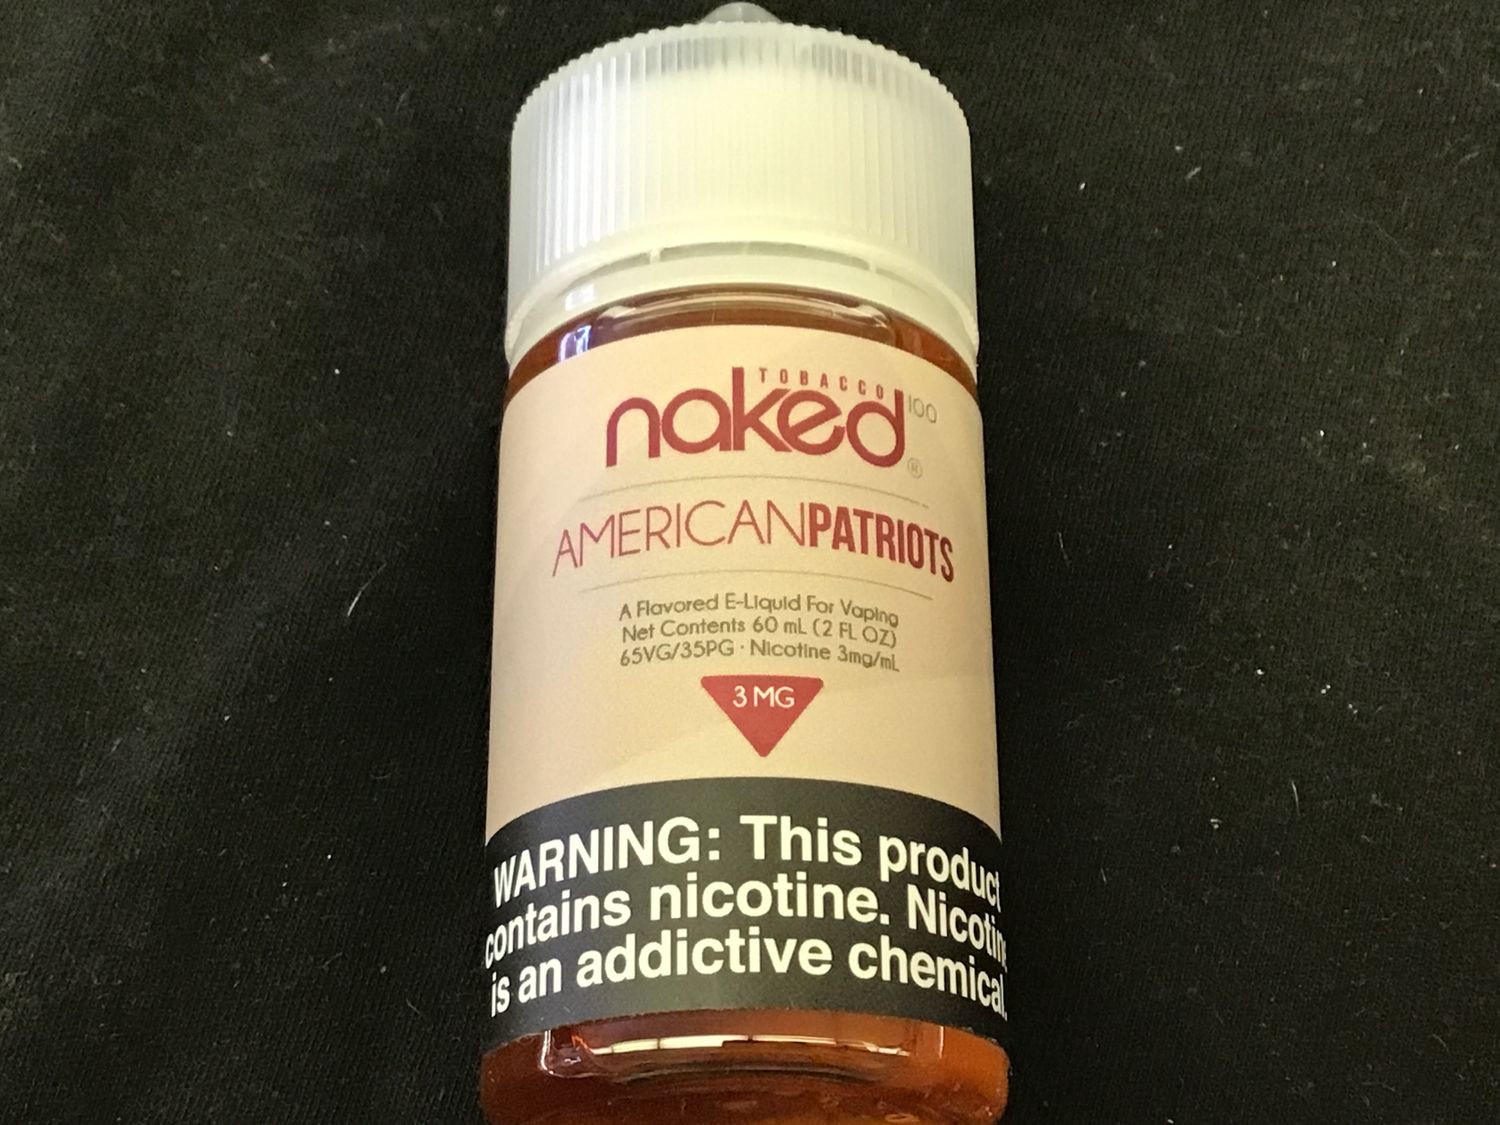 TOBACCO
naked 100
®
AMERICANPATRIOTS
A Flavored E-Liquid For Vaping
Net Contents 60 mL (2 FL OZ)
65VG/35PG · Nicotine 3mg/mL
3 MG
WARNING: This product
contains nicotine. Nicotine
is an addictive chemical.